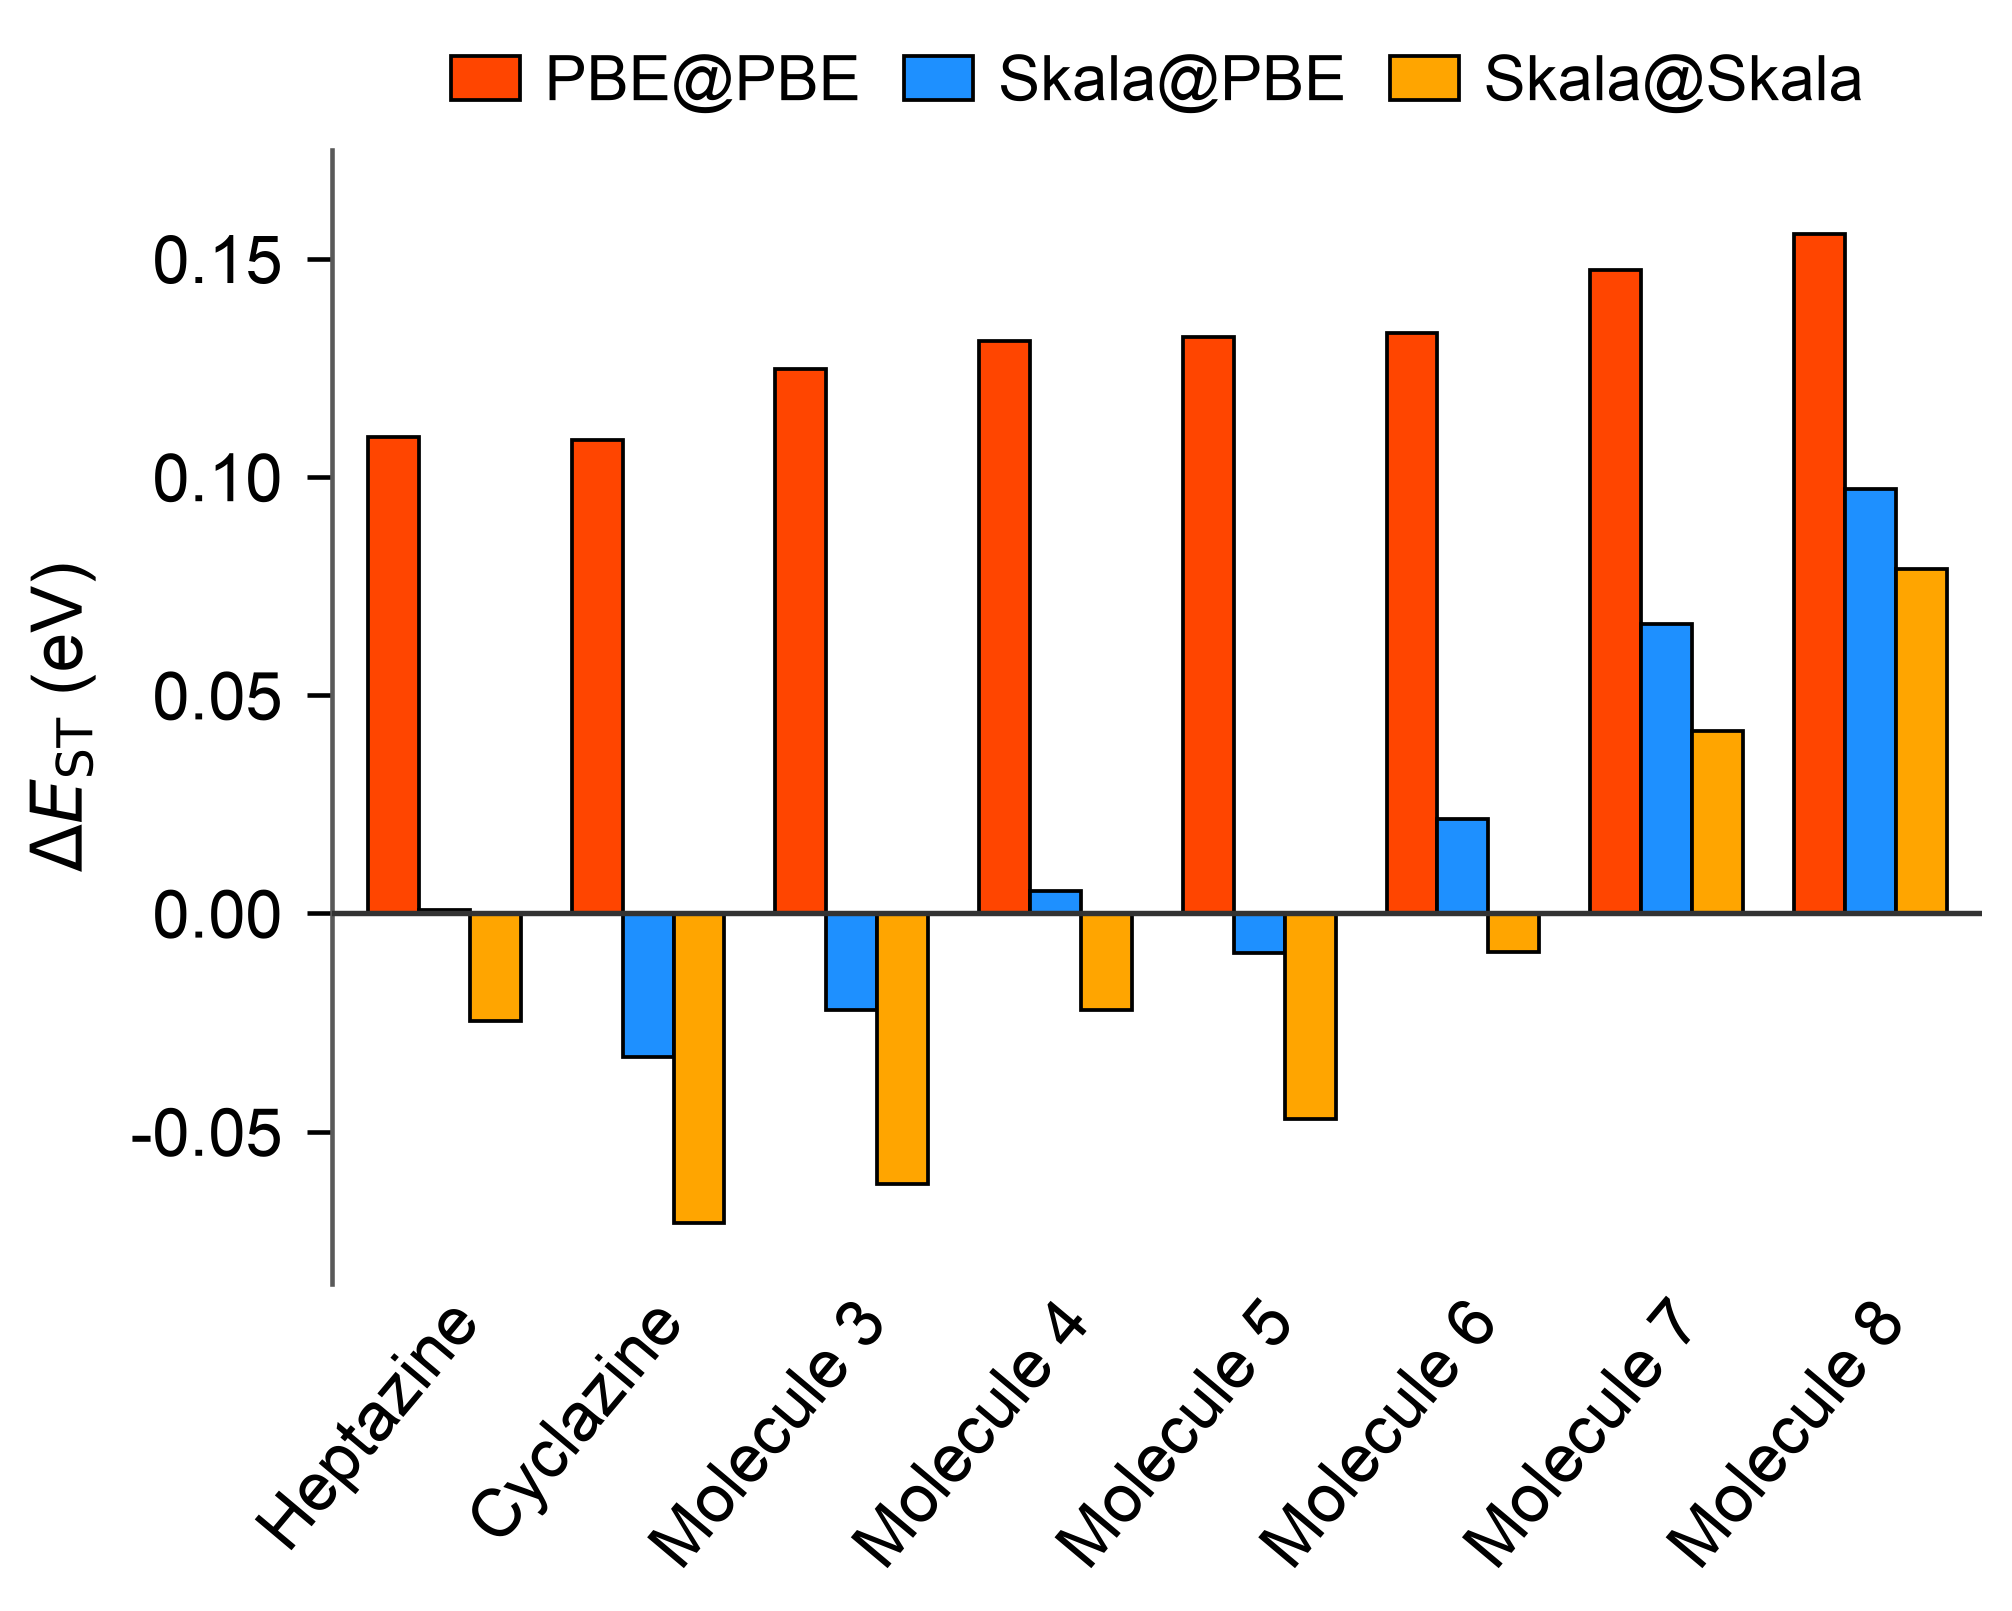 PBE@PBE Skala@PBE Skala@Skala
ΔE_ST (eV)
0.15
0.10
0.05
0.00
-0.05
Heptazine
Cyclazine
Molecule 3
Molecule 4
Molecule 5
Molecule 6
Molecule 7
Molecule 8